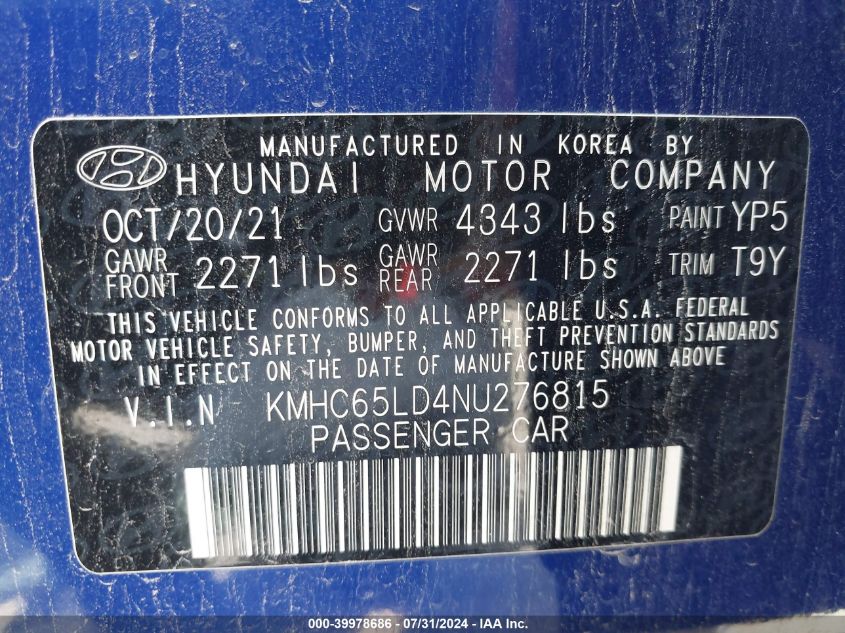 MANUFACTURED IN KOREA BY
HYUNDAI MOTOR COMPANY
OCT/20/21 GVWR 4343 lbs PAINT YP5
GAWR FRONT 2271 lbs GAWR REAR 2271 lbs TRIM T9Y
THIS VEHICLE CONFORMS TO ALL APPLICABLE U.S.A. FEDERAL
MOTOR VEHICLE SAFETY, BUMPER, AND THEFT PREVENTION STANDARDS
IN EFFECT ON THE DATE OF MANUFACTURE SHOWN ABOVE
V.I.N KMHC65LD4NU276815
PASSENGER CAR
000-39978686 - 07/31/2024 - IAA Inc.